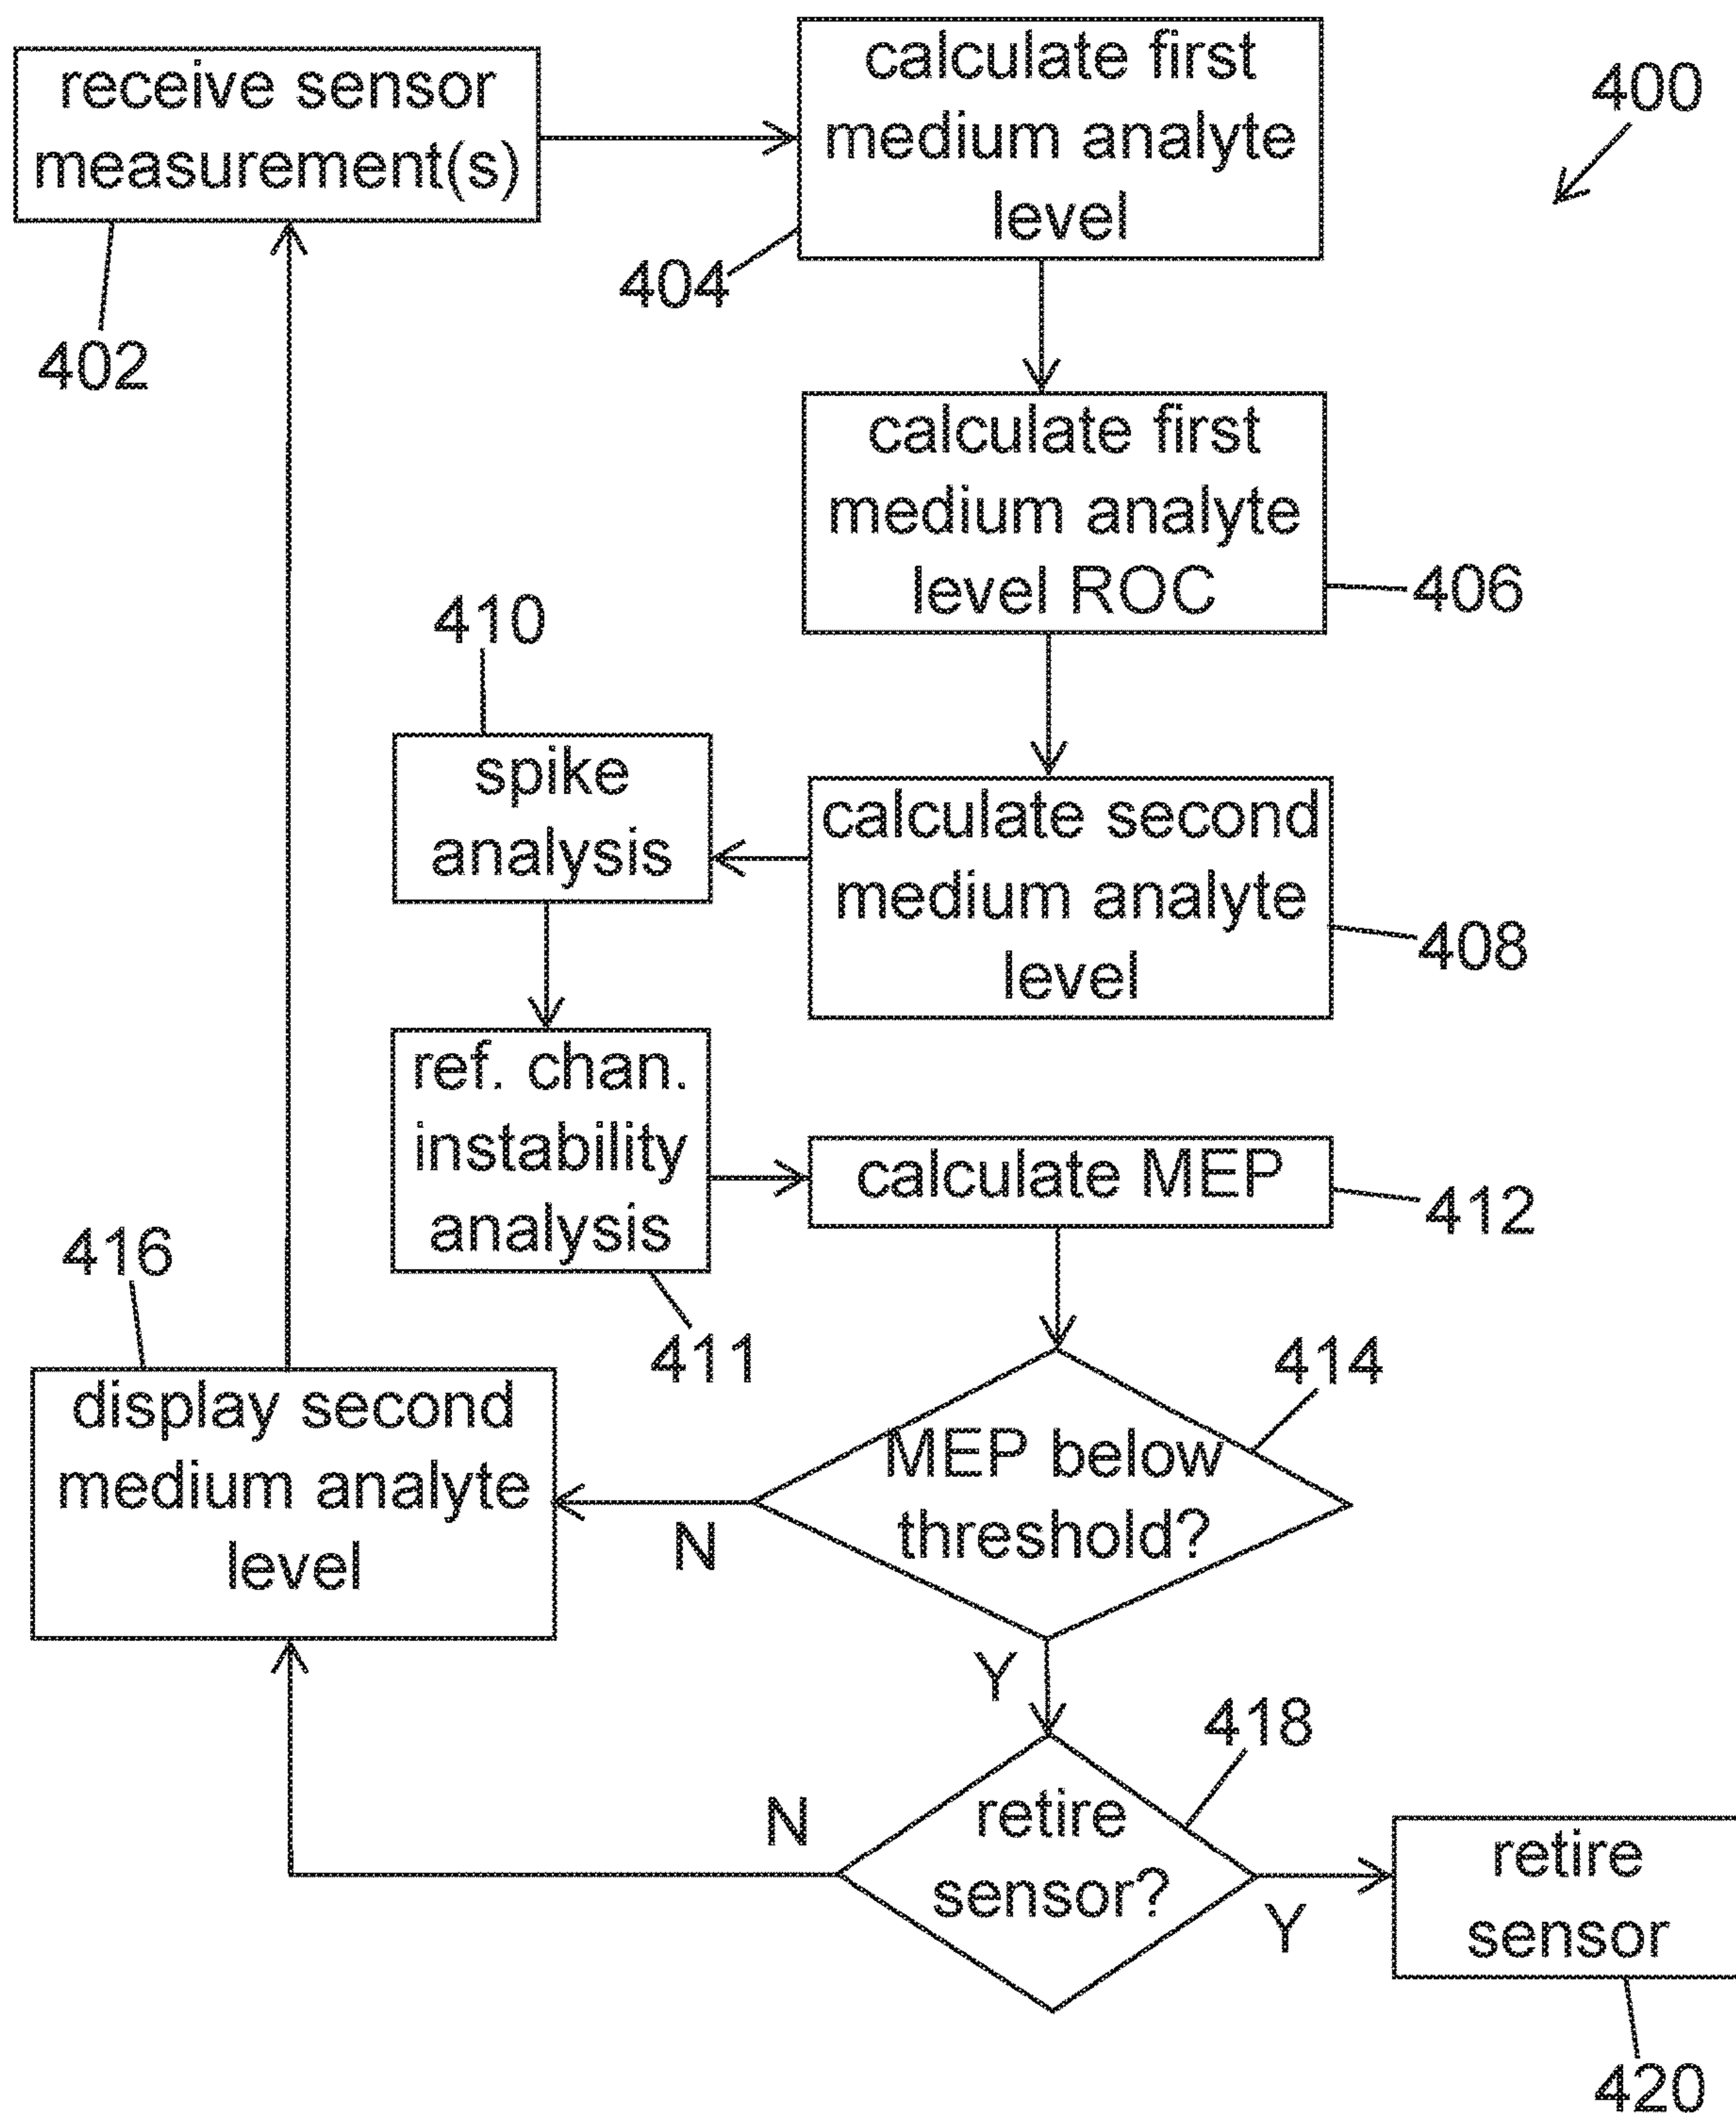 receive sensor
measurement(s)
402
calculate first
medium analyte
level
404
400
calculate first
medium analyte
level ROC
406
410
spike
analysis
calculate second
medium analyte
level
408
ref. chan.
instability
analysis
411
calculate MEP
412
416
display second
medium analyte
level
414
MEP below
threshold?
N
Y
418
retire
sensor?
N
Y
retire
sensor
420